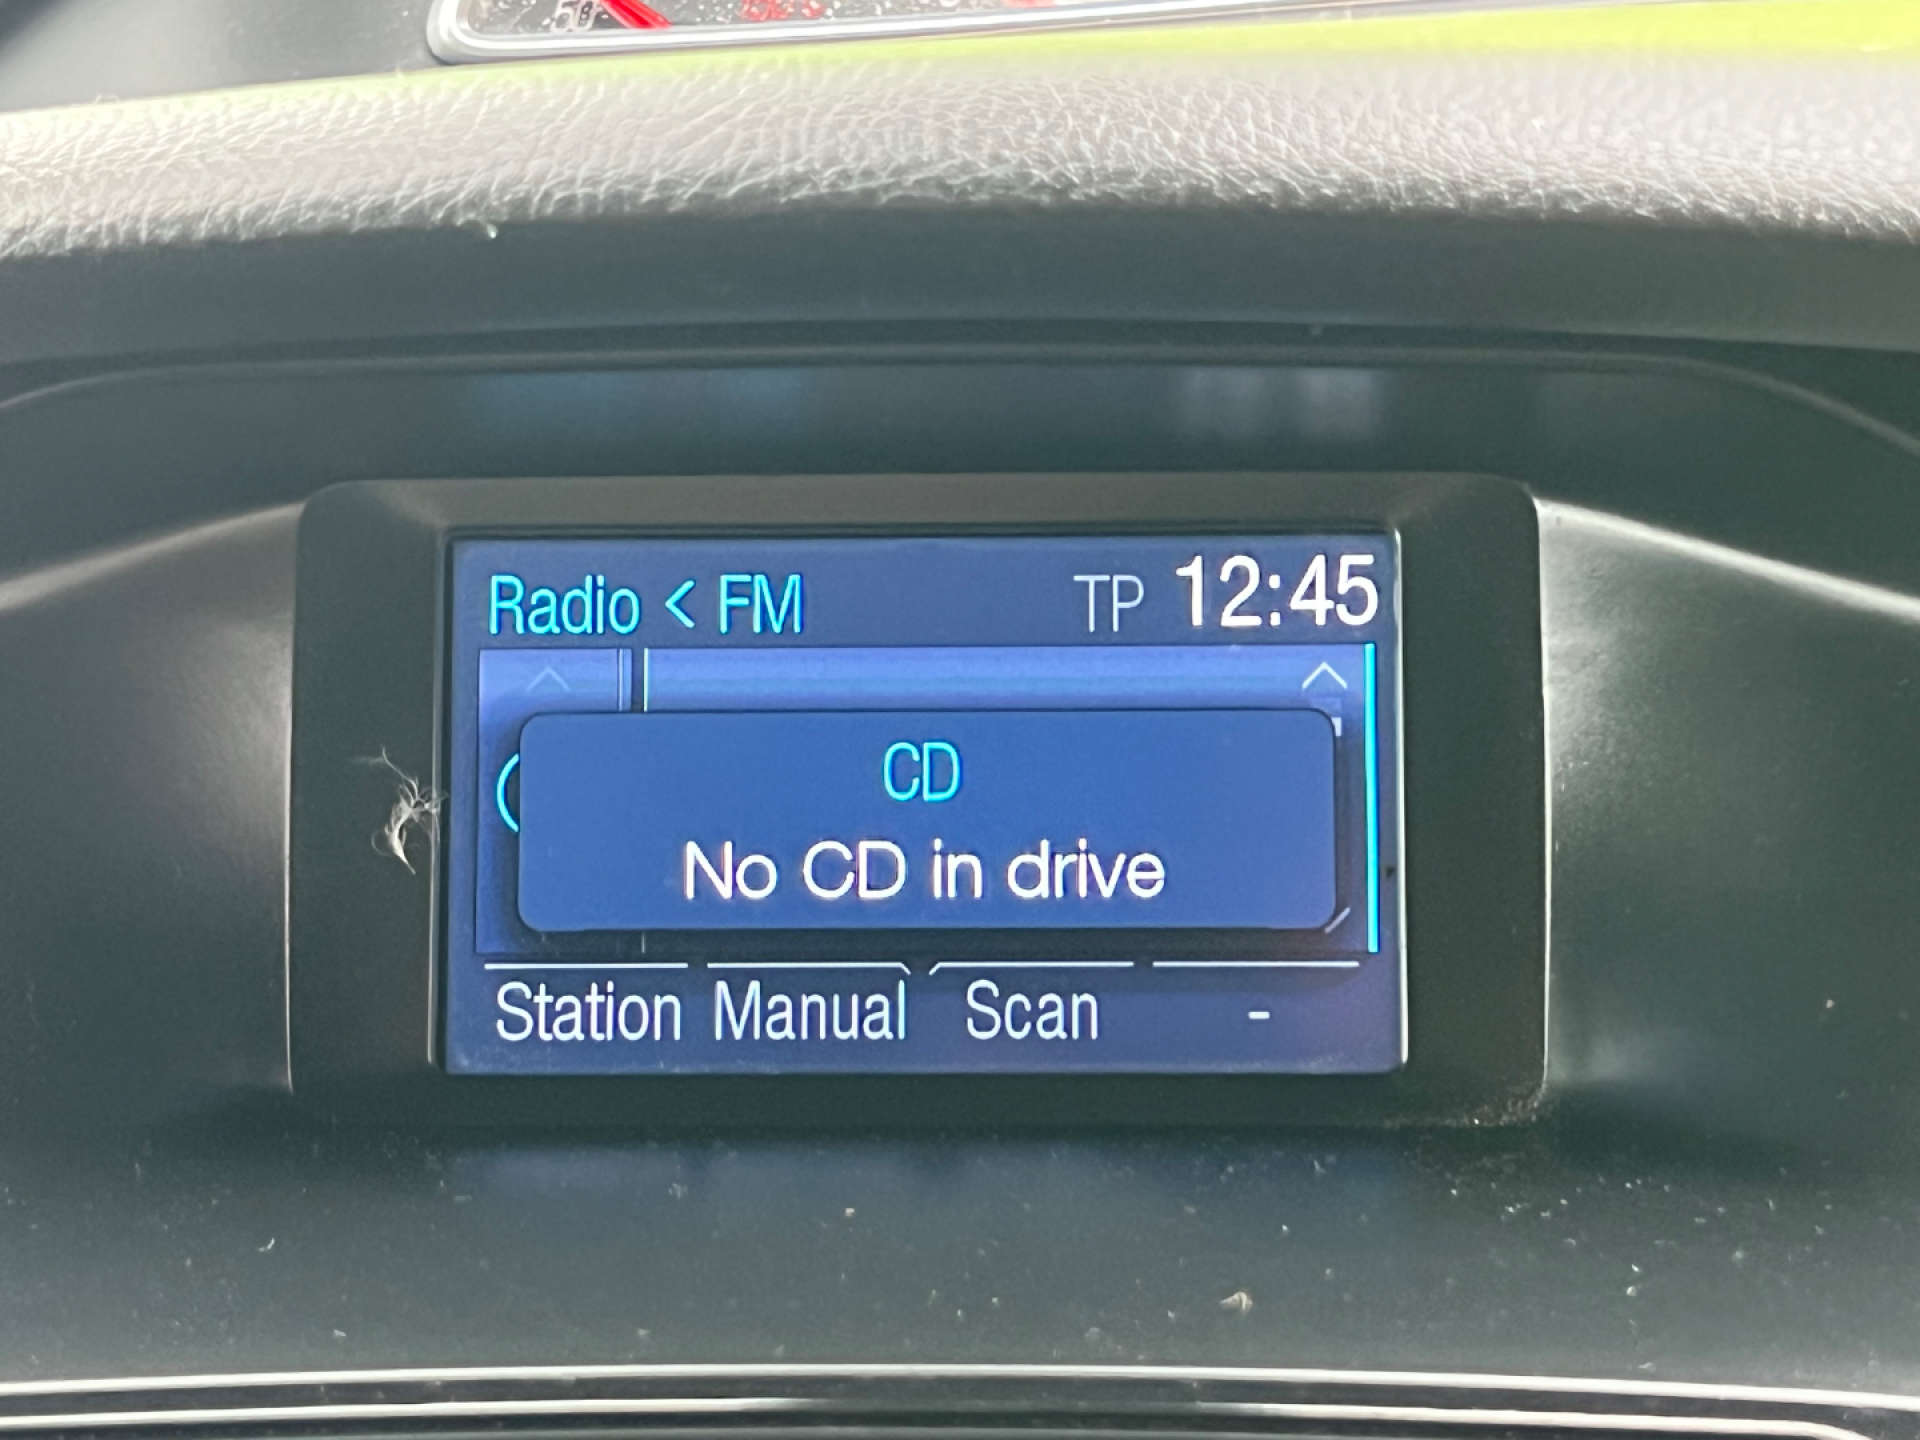 Radio < FM TP 12:45
CD
No CD in drive
Station Manual Scan -